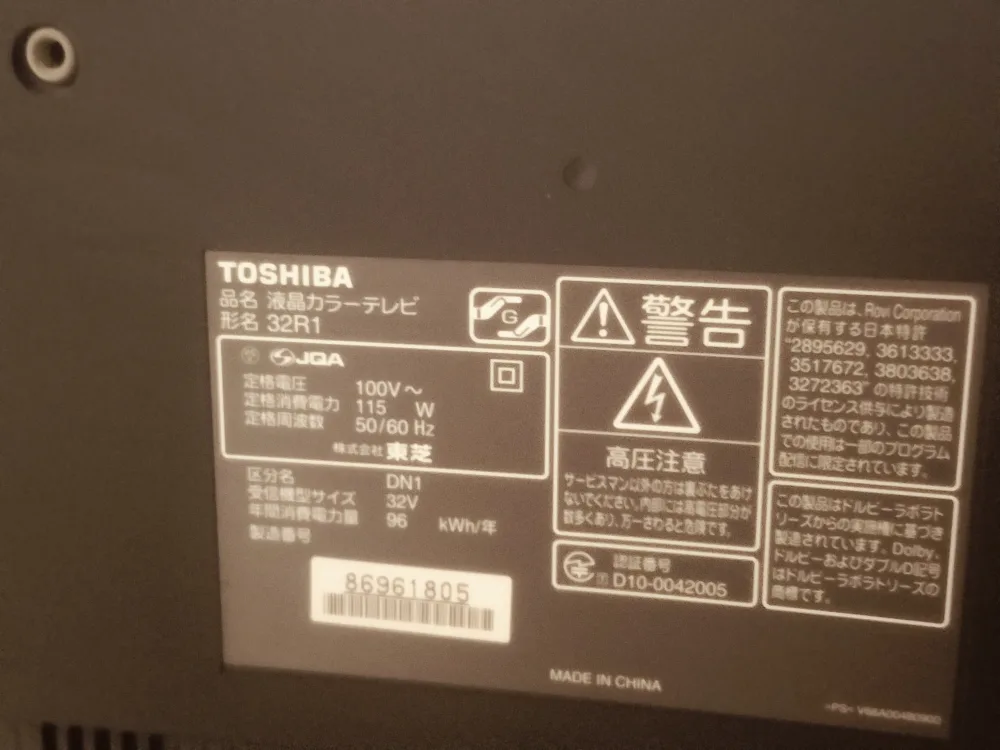 TOSHIBA
品名 液晶カラーテレビ
形名 32R1
JQA
定格電圧 100V～
定格消費電力 115 W
定格周波数 50/60 Hz
株式会社 東芝
区分名 DN1
受信機型サイズ 32V
年間消費電力量 96 kWh/年
製造番号
86961805
G
警告
高圧注意
サービスマン以外の方は裏ぶたをあけ
ないでください。内部には高電圧部分が
数多くあり、万一さわると危険です。
認証番号
D10-0042005
この製品は、Rovi Corporation
が保有する日本特許
"2895629, 3613333,
3517672, 3803638,
3272363" の特許技術
のライセンス供与により製造
されたものであり、この製品
での使用は一部のプログラム
配信に限定されています。
この製品はドルビーラボラト
リーズからの実施権に基づき
製造されています。Dolby、
ドルビーおよびダブルD記号
はドルビーラボラトリーズの
商標です。
MADE IN CHINA